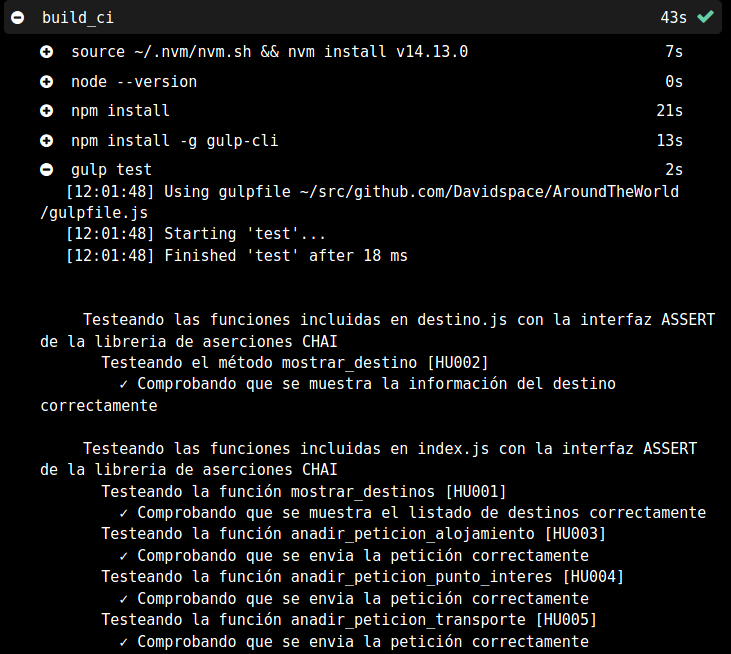 build_ci 43s
source ~/.nvm/nvm.sh && nvm install v14.13.0 7s
node --version 0s
npm install 21s
npm install -g gulp-cli 13s
gulp test 2s
[12:01:48] Using gulpfile ~/src/github.com/Davidspace/AroundTheWorld
/gulpfile.js
[12:01:48] Starting 'test'...
[12:01:48] Finished 'test' after 18 ms
Testeando las funciones incluidas en destino.js con la interfaz ASSERT
de la libreria de aserciones CHAI
Testeando el método mostrar_destino [HU002]
✓ Comprobando que se muestra la información del destino
correctamente
Testeando las funciones incluidas en index.js con la interfaz ASSERT
de la libreria de aserciones CHAI
Testeando la función mostrar_destinos [HU001]
✓ Comprobando que se muestra el listado de destinos correctamente
Testeando la función anadir_peticion_alojamiento [HU003]
✓ Comprobando que se envia la petición correctamente
Testeando la función anadir_peticion_punto_interes [HU004]
✓ Comprobando que se envia la petición correctamente
Testeando la función anadir_peticion_transporte [HU005]
✓ Comprobando que se envia la petición correctamente